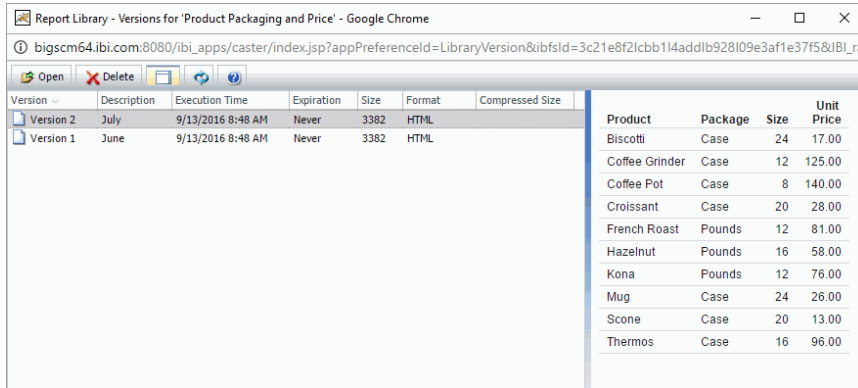 Report Library - Versions for 'Product Packaging and Price' - Google Chrome
bigscm64.ibi.com:8080/ibi_apps/caster/index.jsp?appPreferenceId=LibraryVersion&ibfsId=3c21e8f2lcbb1l4addlb928l09e3af1e37f5&IBI_r
Open Delete
Version Description Execution Time Expiration Size Format Compressed Size
Version 2 July 9/13/2016 8:48 AM Never 3382 HTML
Version 1 June 9/13/2016 8:48 AM Never 3382 HTML
Unit
Product Package Size Price
Biscotti Case 24 17.00
Coffee Grinder Case 12 125.00
Coffee Pot Case 8 140.00
Croissant Case 20 28.00
French Roast Pounds 12 81.00
Hazelnut Pounds 16 58.00
Kona Pounds 12 76.00
Mug Case 24 26.00
Scone Case 20 13.00
Thermos Case 16 96.00